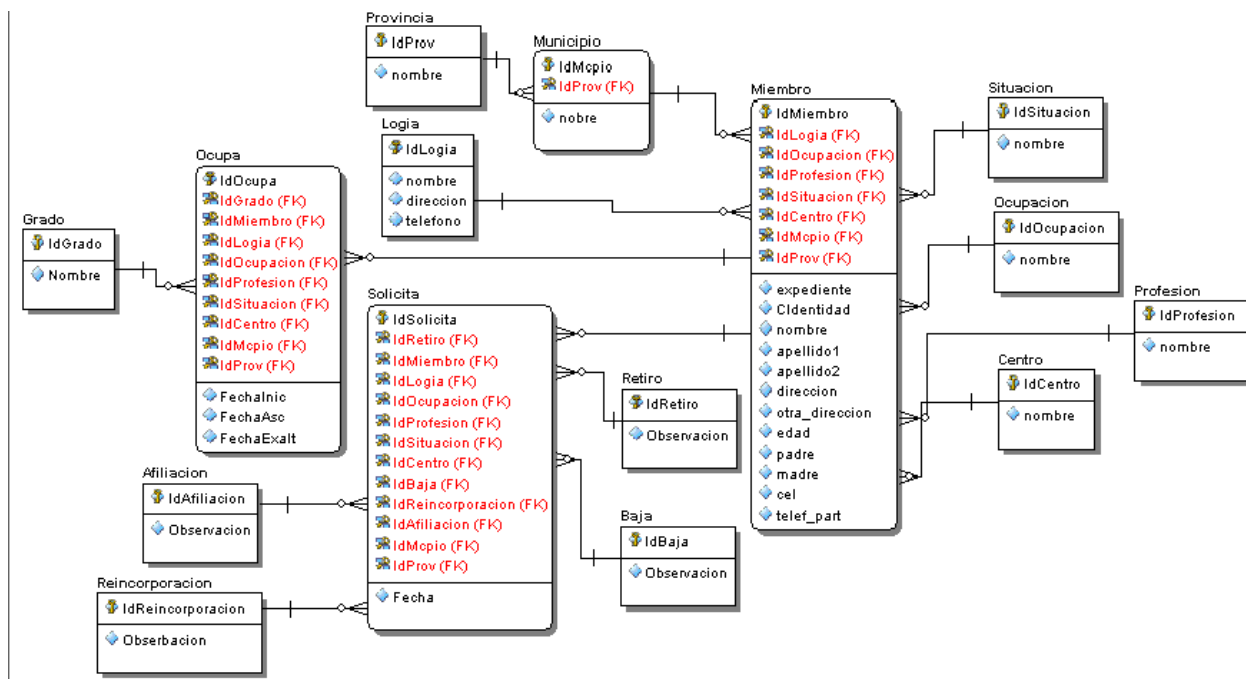 Provincia
IdProv
nombre
Municipio
IdMcpio
IdProv (FK)
nobre
Logia
IdLogia
nombre
direccion
telefono
Miembro
IdMiembro
IdLogia (FK)
IdOcupacion (FK)
IdProfesion (FK)
IdSituacion (FK)
IdCentro (FK)
IdMcpio (FK)
IdProv (FK)
expediente
CIdentidad
nombre
apellido1
apellido2
direccion
otra_direccion
edad
padre
madre
cel
telef_part
Situacion
IdSituacion
nombre
Ocupacion
IdOcupacion
nombre
Profesion
IdProfesion
nombre
Centro
IdCentro
nombre
Ocupa
IdOcupa
IdGrado (FK)
IdMiembro (FK)
IdLogia (FK)
IdOcupacion (FK)
IdProfesion (FK)
IdSituacion (FK)
IdCentro (FK)
IdMcpio (FK)
IdProv (FK)
FechaInic
FechaAsc
FechaExalt
Grado
IdGrado
Nombre
Solicita
IdSolicita
IdRetiro (FK)
IdMiembro (FK)
IdLogia (FK)
IdOcupacion (FK)
IdProfesion (FK)
IdSituacion (FK)
IdCentro (FK)
IdBaja (FK)
IdReincorporacion (FK)
IdAfiliacion (FK)
IdMcpio (FK)
IdProv (FK)
Fecha
Retiro
IdRetiro
Observacion
Baja
IdBaja
Observacion
Afiliacion
IdAfiliacion
Observacion
Reincorporacion
IdReincorporacion
Obserbacion